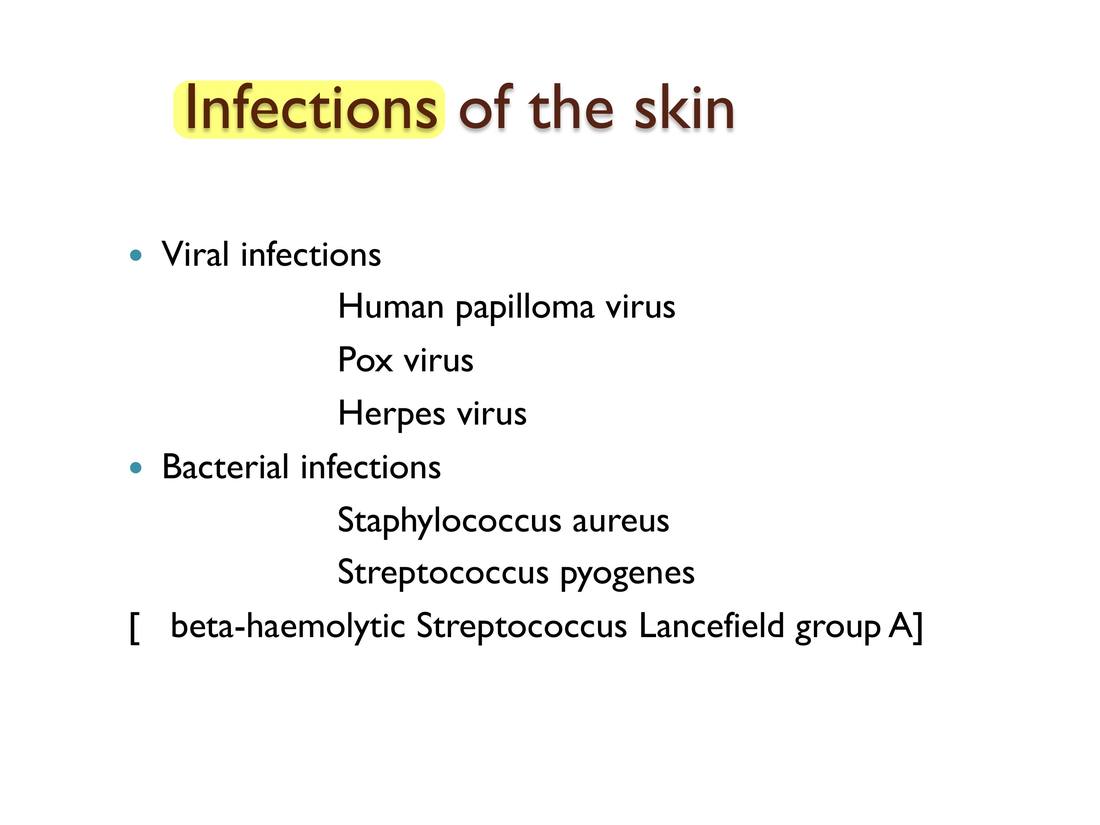 Infections of the skin
• Viral infections
Human papilloma virus
Pox virus
Herpes virus
• Bacterial infections
Staphylococcus aureus
Streptococcus pyogenes
[ beta-haemolytic Streptococcus Lancefield group A]